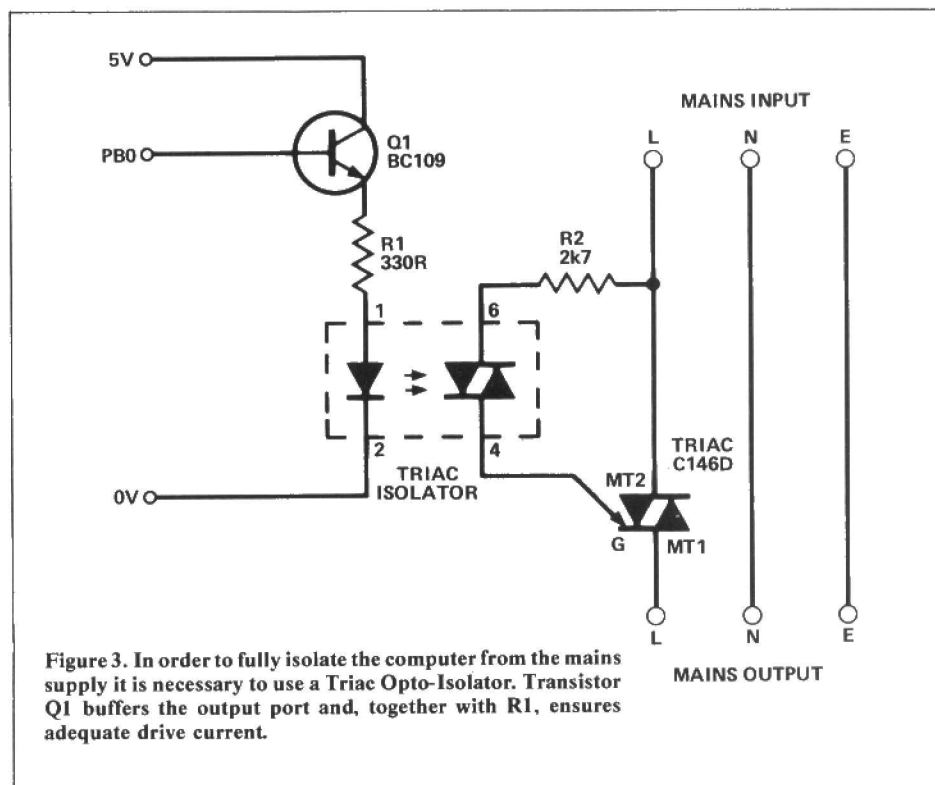 5V
PB0
Q1
BC109
R1
330R
1
2
0V
6
4
TRIAC
ISOLATOR
R2
2k7
MAINS INPUT
L N E
TRIAC
C146D
MT2
G
MT1
L N E
MAINS OUTPUT
Figure 3. In order to fully isolate the computer from the mains
supply it is necessary to use a Triac Opto-Isolator. Transistor
Q1 buffers the output port and, together with R1, ensures
adequate drive current.